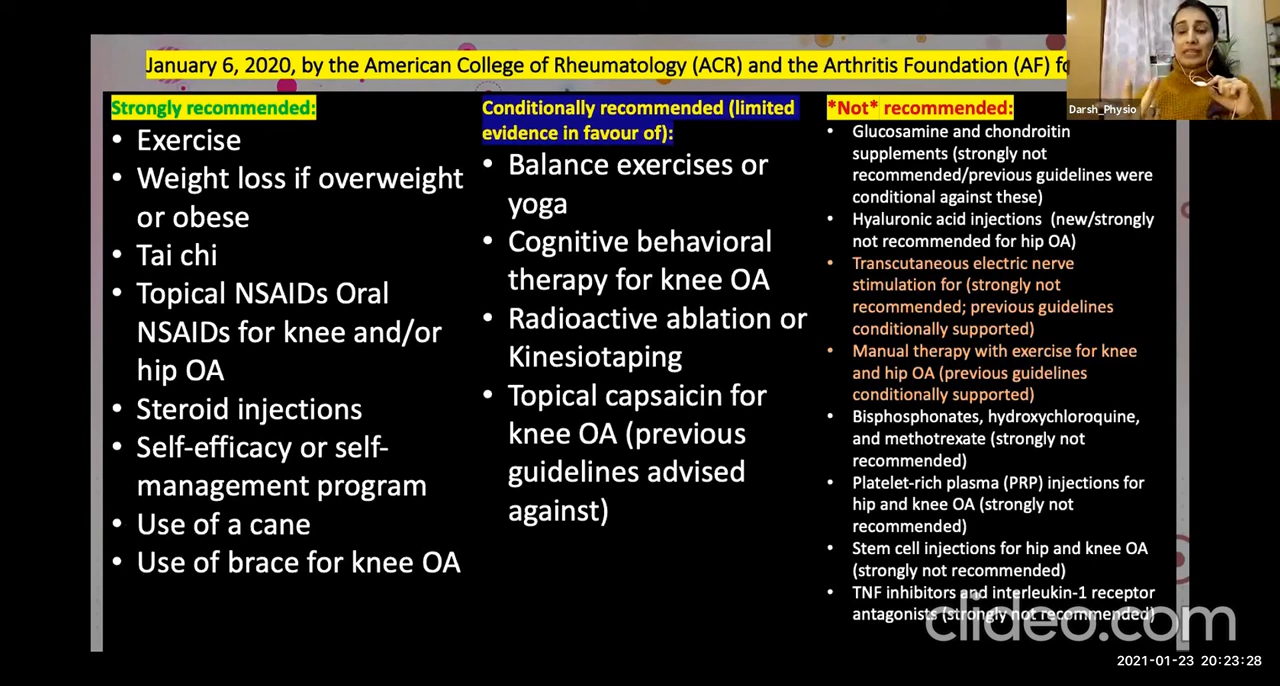 January 6, 2020, by the American College of Rheumatology (ACR) and the Arthritis Foundation (AF)
Darsh_Physio
Strongly recommended:
• Exercise
• Weight loss if overweight
or obese
• Tai chi
• Topical NSAIDs Oral
NSAIDs for knee and/or
hip OA
• Steroid injections
• Self-efficacy or self-
management program
• Use of a cane
• Use of brace for knee OA
Conditionally recommended (limited
evidence in favour of):
• Balance exercises or
yoga
• Cognitive behavioral
therapy for knee OA
• Radioactive ablation or
Kinesiotaping
• Topical capsaicin for
knee OA (previous
guidelines advised
against)
*Not* recommended:
• Glucosamine and chondroitin
supplements (strongly not
recommended/previous guidelines were
conditional against these)
• Hyaluronic acid injections (new/strongly
not recommended for hip OA)
• Transcutaneous electric nerve
stimulation for (strongly not
recommended; previous guidelines
conditionally supported)
• Manual therapy with exercise for knee
and hip OA (previous guidelines
conditionally supported)
• Bisphosphonates, hydroxychloroquine,
and methotrexate (strongly not
recommended)
• Platelet-rich plasma (PRP) injections for
hip and knee OA (strongly not
recommended)
• Stem cell injections for hip and knee OA
(strongly not recommended)
• TNF inhibitors and interleukin-1 receptor
antagonists (strongly not recommended)
clideo.com
2021-01-23 20:23:28